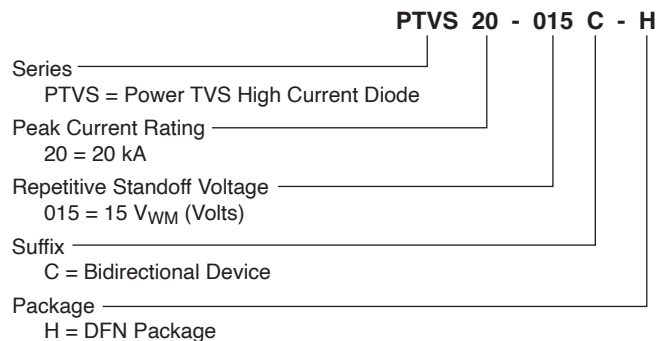 PTVS 20 - 015 C - H
Series
PTVS = Power TVS High Current Diode
Peak Current Rating
20 = 20 kA
Repetitive Standoff Voltage
015 = 15 VWM (Volts)
Suffix
C = Bidirectional Device
Package
H = DFN Package